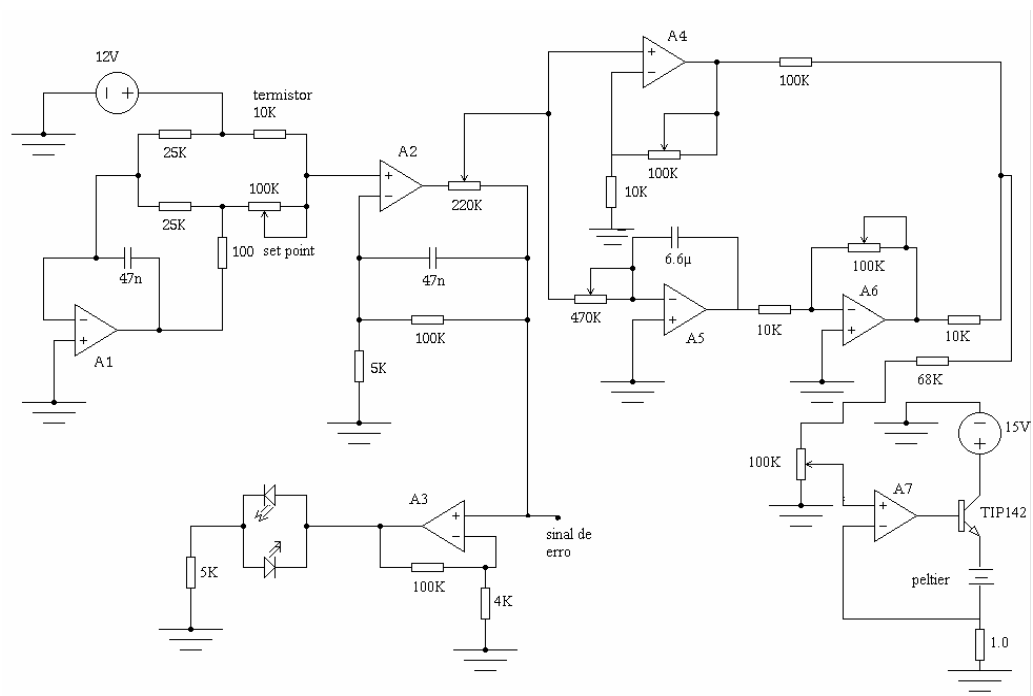 12V
termistor
10K
25K
25K
100K
set point
100
47n
A1
A2
220K
47n
100K
5K
A3
sinal de
erro
100K
4K
5K
A4
100K
100K
10K
6.6µ
470K
A5
10K
100K
A6
10K
68K
15V
100K
A7
TIP142
peltier
1.0